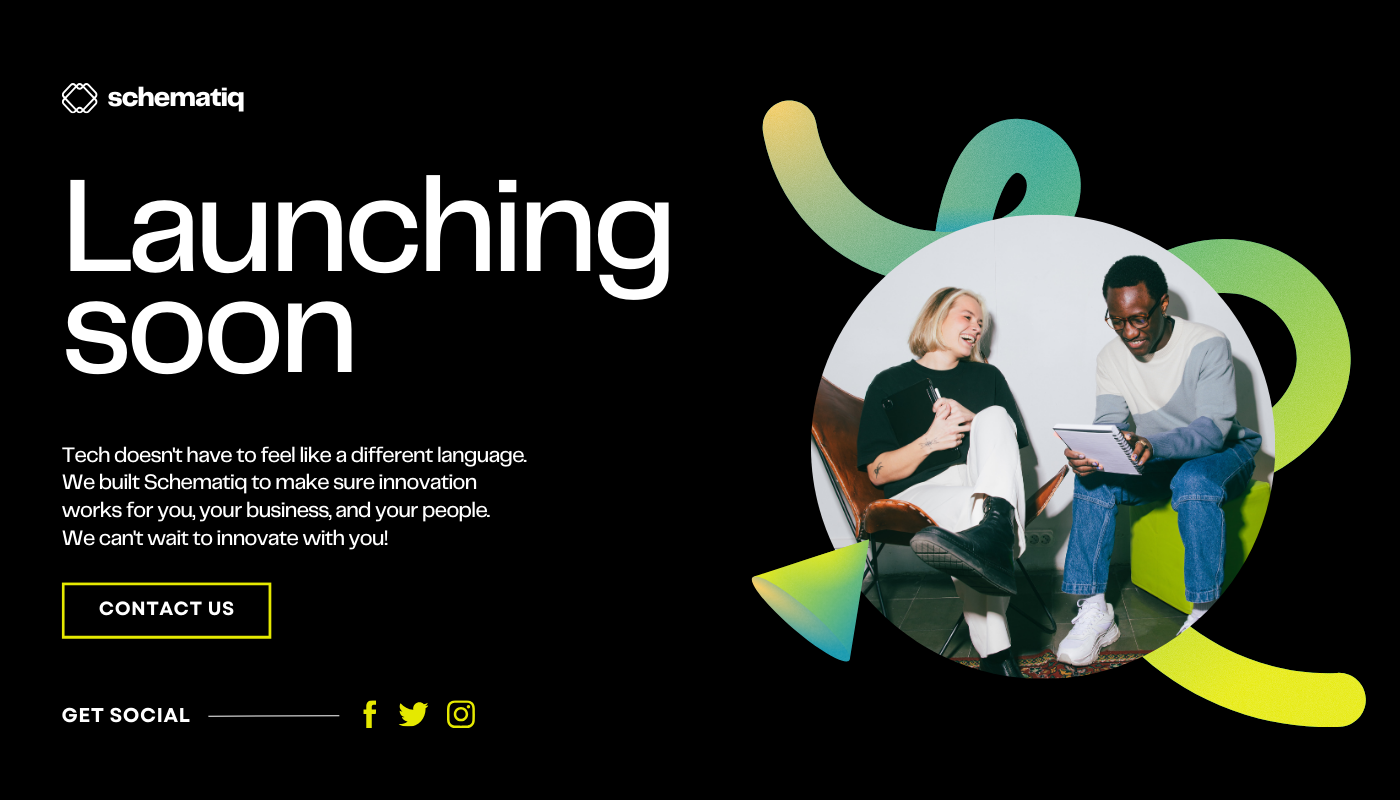 schematiq
Launching
soon
Tech doesn't have to feel like a different language.
We built Schematiq to make sure innovation
works for you, your business, and your people.
We can't wait to innovate with you!
CONTACT US
GET SOCIAL